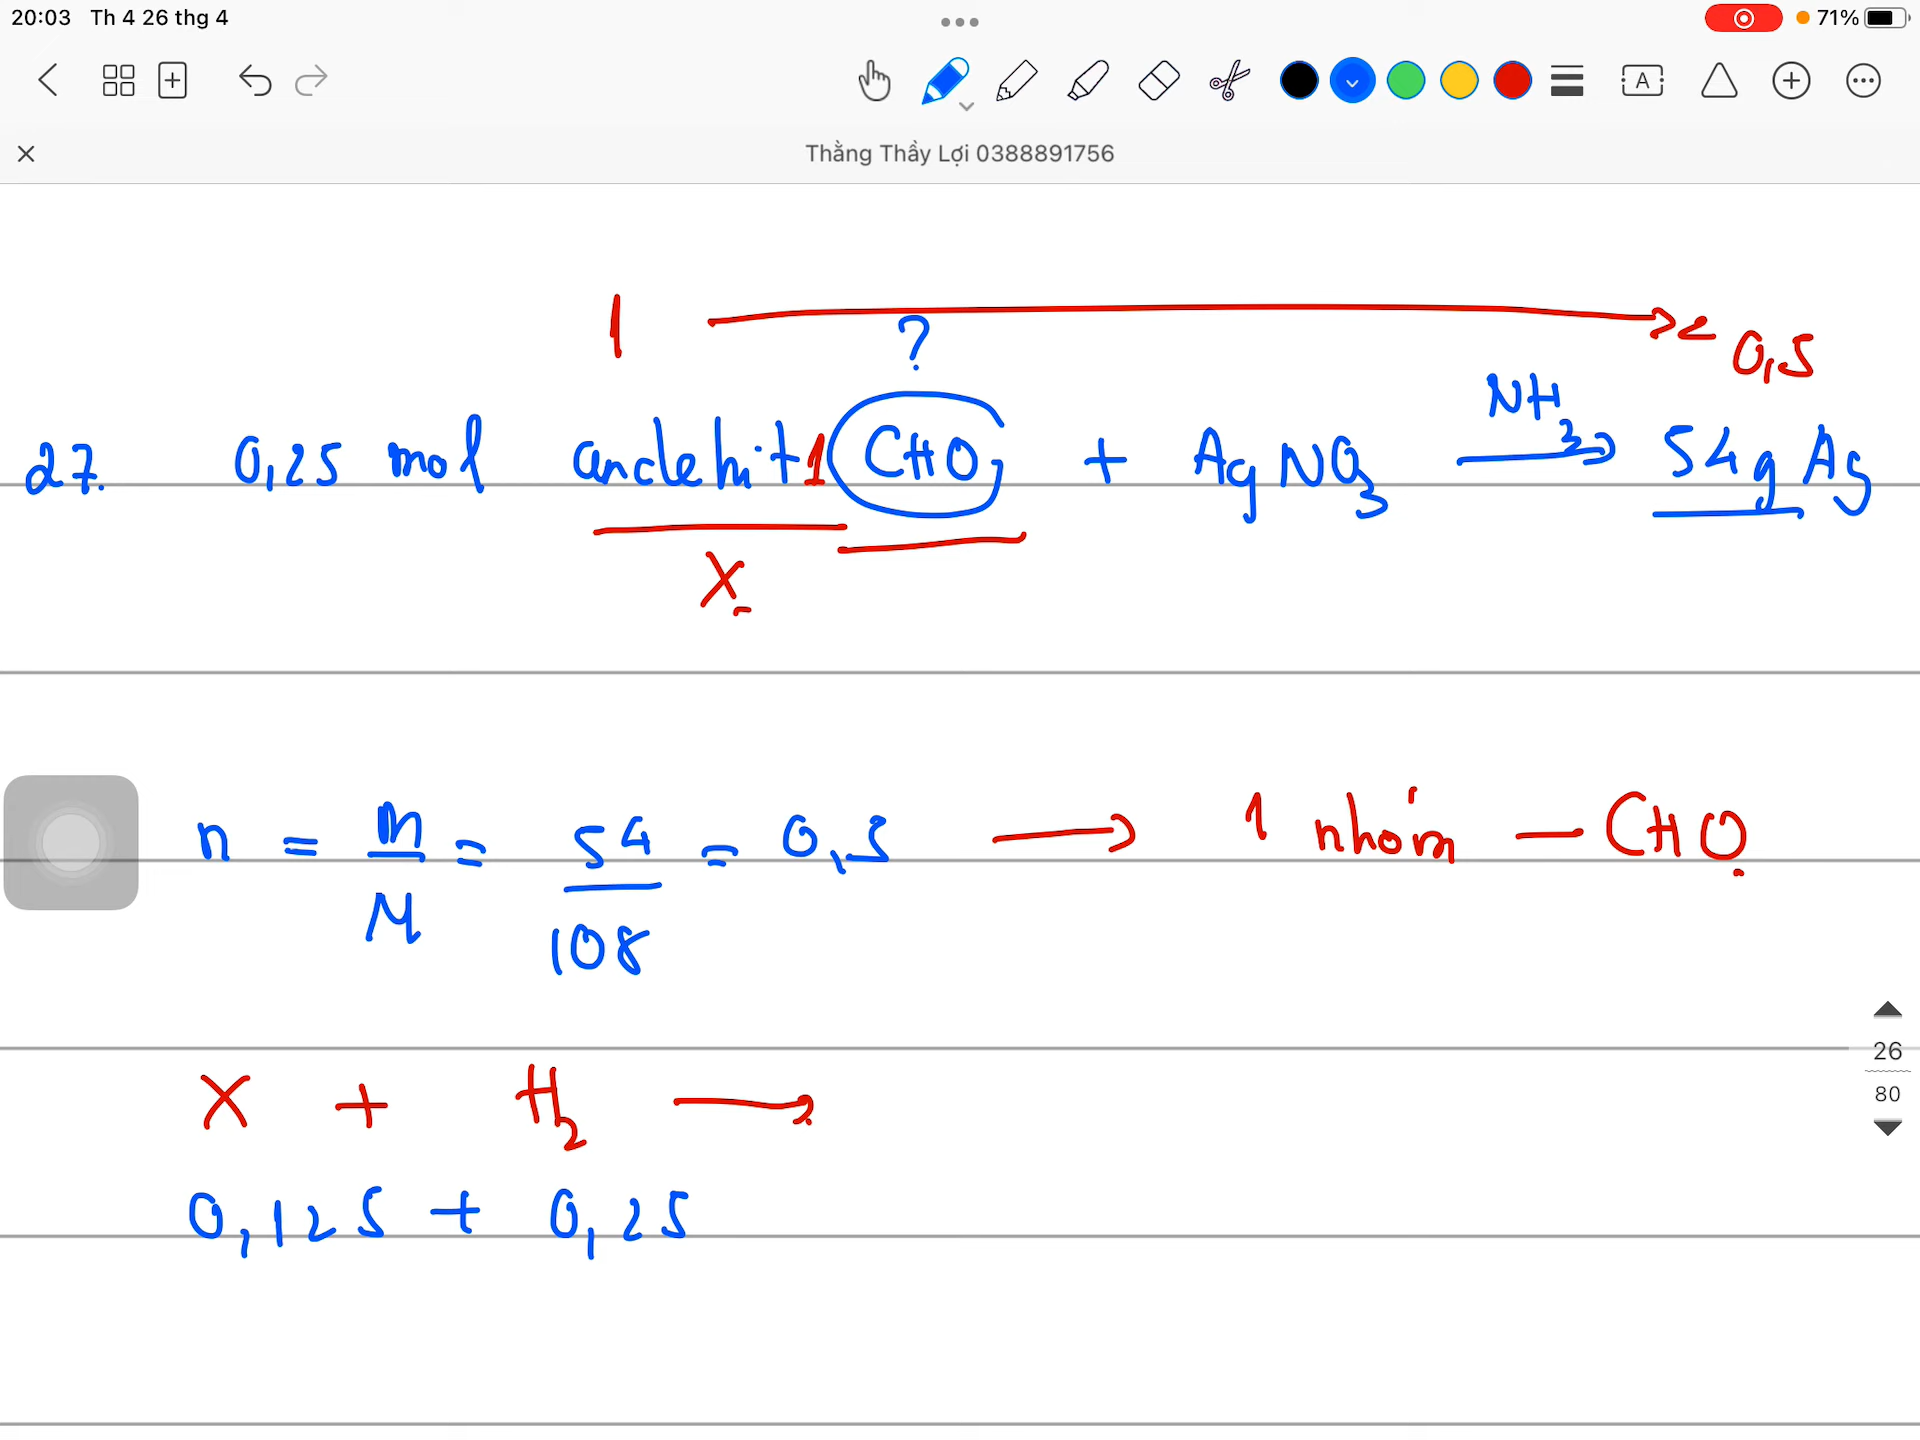 20:03 Th 4 26 thg 4 71%
A
Thằng Thầy Lợi 0388891756
1 → < 0,5
?
27. 0,25 mol anđehit 1 CHO, + AgNO3 NH3 → 54g Ag
X
n = m/M = 54/108 = 0,5 → 1 nhóm – CHO
X + H2 →
0,125 + 0,25
26
80